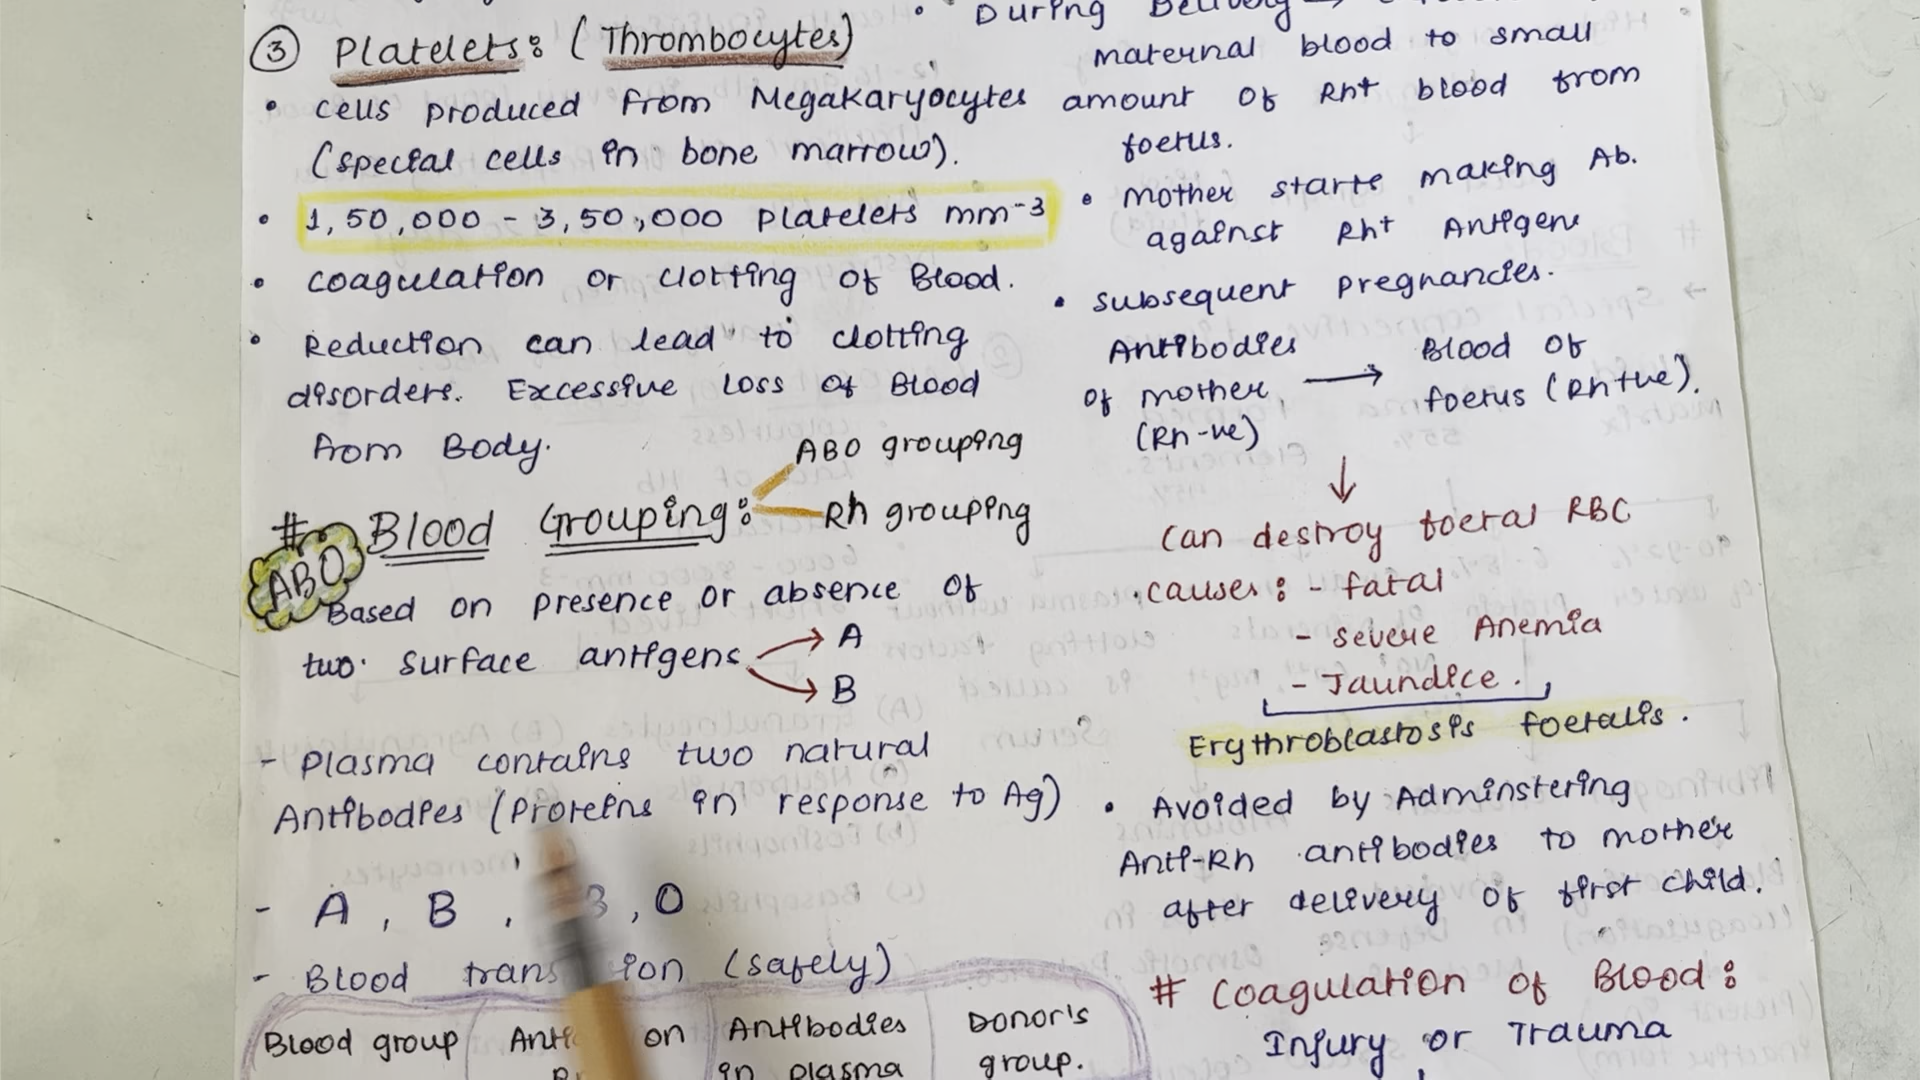 ③ Platelets: (Thrombocytes)
• cells produced from Megakaryocytes
(special cells in bone marrow).
• 1,50,000 - 3,50,000 platelets mm⁻³
• coagulation or clotting of Blood.
• Reduction can lead to clotting
disorders. Excessive Loss of Blood
from Body.
# Blood Grouping:
ABO grouping
Rh grouping
ABO
Based on presence or absence of
two surface antigens → A
→ B
- Plasma contains two natural
Antibodies (Proteins in response to Ag)
- A, B, O
- Blood (safely)
Blood group
on
Antibodies
in plasma
Donor's
group.
• During Delivery →
maternal blood to small
amount of Rh+ blood from
foetus.
• mother starts making Ab.
against Rh+ Antigens
• subsequent pregnancies.
Antibodies
of mother
(Rh -ve)
→
Blood of
foetus (Rh +ve).
↓
can destroy foetal RBC
causes: - fatal
- severe Anemia
- Jaundice.
Erythroblastosis foetalis.
• Avoided by Adminstering
Anti-Rh antibodies to mother
after delivery of first child.
# Coagulation of Blood:
Injury or Trauma